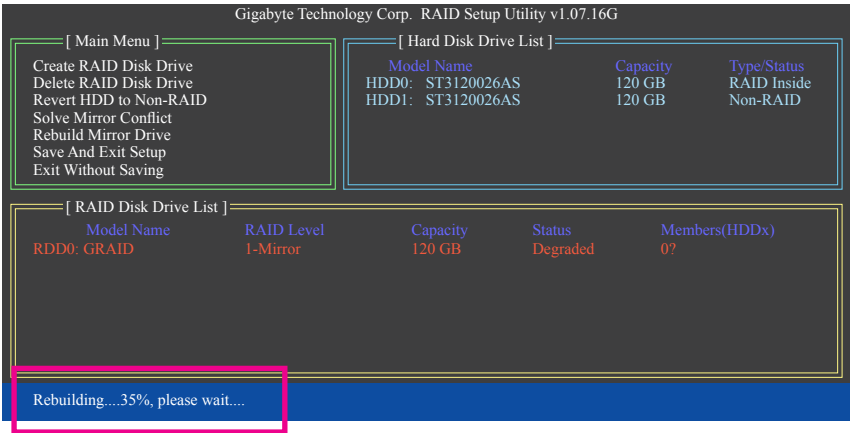 Gigabyte Technology Corp. RAID Setup Utility v1.07.16G
[ Main Menu ]
Create RAID Disk Drive
Delete RAID Disk Drive
Revert HDD to Non-RAID
Solve Mirror Conflict
Rebuild Mirror Drive
Save And Exit Setup
Exit Without Saving
[ Hard Disk Drive List ]
Model Name Capacity Type/Status
HDD0: ST3120026AS 120 GB RAID Inside
HDD1: ST3120026AS 120 GB Non-RAID
[ RAID Disk Drive List ]
Model Name RAID Level Capacity Status Members(HDDx)
RDD0: GRAID 1-Mirror 120 GB Degraded 0?
Rebuilding....35%, please wait....